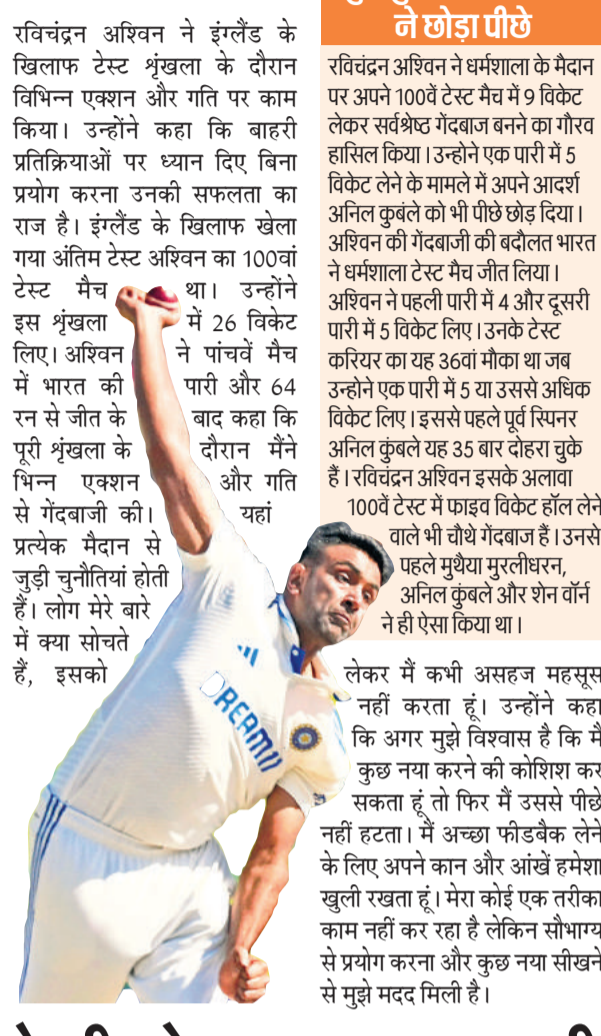 रविचंद्रन अश्विन ने इंग्लैंड के
खिलाफ टेस्ट शृंखला के दौरान
विभिन्न एक्शन और गति पर काम
किया। उन्होंने कहा कि बाहरी
प्रतिक्रियाओं पर ध्यान दिए बिना
प्रयोग करना उनकी सफलता का
राज है। इंग्लैंड के खिलाफ खेला
गया अंतिम टेस्ट अश्विन का 100वां
टेस्ट मैच था। उन्होंने
इस शृंखला में 26 विकेट
लिए। अश्विन ने पांचवें मैच
में भारत की पारी और 64
रन से जीत के बाद कहा कि
पूरी शृंखला के दौरान मैंने
भिन्न एक्शन और गति
से गेंदबाजी की। यहां
प्रत्येक मैदान से
जुड़ी चुनौतियां होती
हैं। लोग मेरे बारे
में क्या सोचते
हैं, इसको
लेकर मैं कभी असहज महसूस
नहीं करता हूं। उन्होंने कहा
कि अगर मुझे विश्वास है कि मैं
कुछ नया करने की कोशिश कर
सकता हूं तो फिर मैं उससे पीछे
नहीं हटता। मैं अच्छा फीडबैक लेने
के लिए अपने कान और आंखें हमेशा
खुली रखता हूं। मेरा कोई एक तरीका
काम नहीं कर रहा है लेकिन सौभाग्य
से प्रयोग करना और कुछ नया सीखने
से मुझे मदद मिली है।
ने छोड़ा पीछे
रविचंद्रन अश्विन ने धर्मशाला के मैदान
पर अपने 100वें टेस्ट मैच में 9 विकेट
लेकर सर्वश्रेष्ठ गेंदबाज बनने का गौरव
हासिल किया। उन्होने एक पारी में 5
विकेट लेने के मामले में अपने आदर्श
अनिल कुबंले को भी पीछे छोड़ दिया।
अश्विन की गेंदबाजी की बदौलत भारत
ने धर्मशाला टेस्ट मैच जीत लिया।
अश्विन ने पहली पारी में 4 और दूसरी
पारी में 5 विकेट लिए। उनके टेस्ट
करियर का यह 36वां मौका था जब
उन्होने एक पारी में 5 या उससे अधिक
विकेट लिए। इससे पहले पूर्व स्पिनर
अनिल कुंबले यह 35 बार दोहरा चुके
हैं। रविचंद्रन अश्विन इसके अलावा
100वें टेस्ट में फाइव विकेट हॉल लेने
वाले भी चौथे गेंदबाज हैं। उनसे
पहले मुथैया मुरलीधरन,
अनिल कुंबले और शेन वॉर्न
ने ही ऐसा किया था।
DREAM11